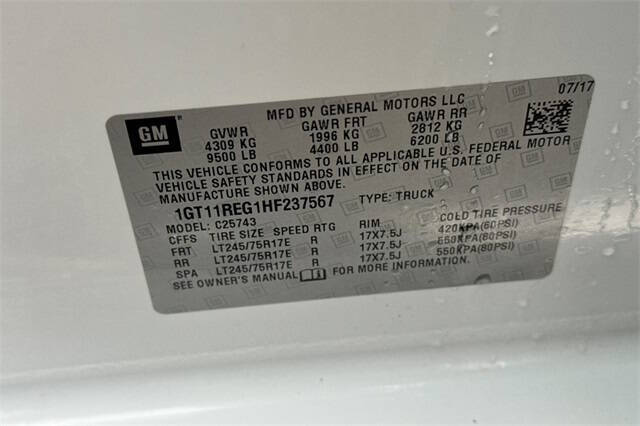 MFD BY GENERAL MOTORS LLC 07/17
GM GVWR GAWR FRT GAWR RR
4309 KG 1996 KG 2812 KG
9500 LB 4400 LB 6200 LB
THIS VEHICLE CONFORMS TO ALL APPLICABLE U.S. FEDERAL MOTOR
VEHICLE SAFETY STANDARDS IN EFFECT ON THE DATE OF
MANUFACTURE SHOWN ABOVE.
1GT11REG1HF237567 TYPE: TRUCK
MODEL: C25743
CFFS TIRE SIZE SPEED RTG RIM COLD TIRE PRESSURE
FRT LT245/75R17E R 17X7.5J 420KPA(60PSI)
RR LT245/75R17E R 17X7.5J 550KPA(80PSI)
SPA LT245/75R17E R 17X7.5J 550KPA(80PSI)
SEE OWNER'S MANUAL FOR MORE INFORMATION.